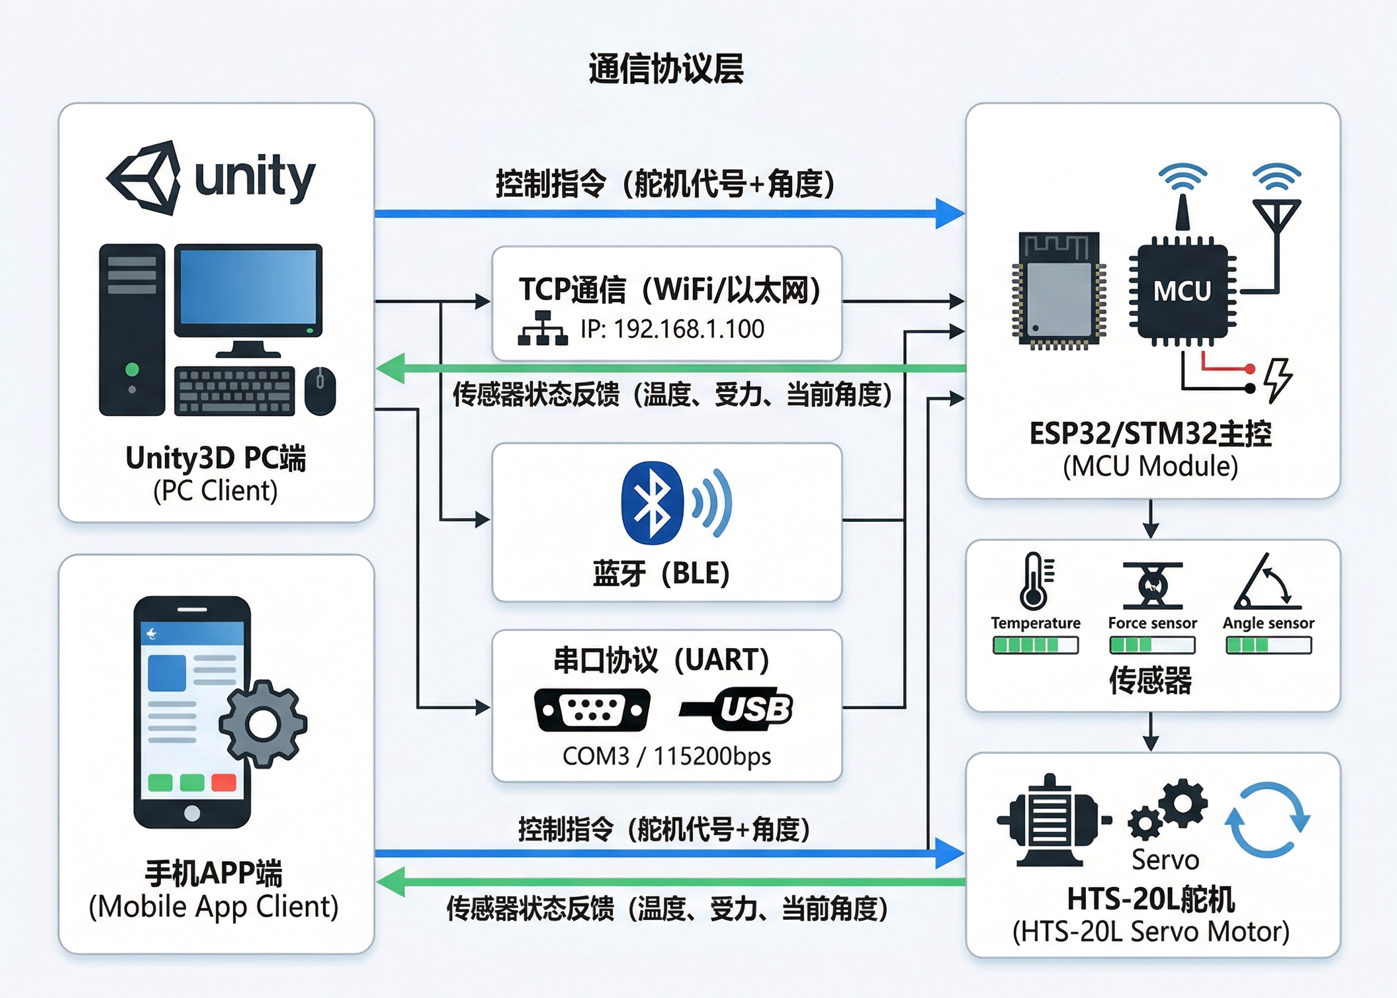 通信协议层
unity
Unity3D PC端
(PC Client)
控制指令（舵机代号+角度）
TCP通信（WiFi/以太网）
IP: 192.168.1.100
传感器状态反馈（温度、受力、当前角度）
蓝牙（BLE）
串口协议（UART）
USB
COM3 / 115200bps
MCU
ESP32/STM32主控
(MCU Module)
Temperature
Force sensor
Angle sensor
传感器
手机APP端
(Mobile App Client)
控制指令（舵机代号+角度）
传感器状态反馈（温度、受力、当前角度）
Servo
HTS-20L舵机
(HTS-20L Servo Motor)